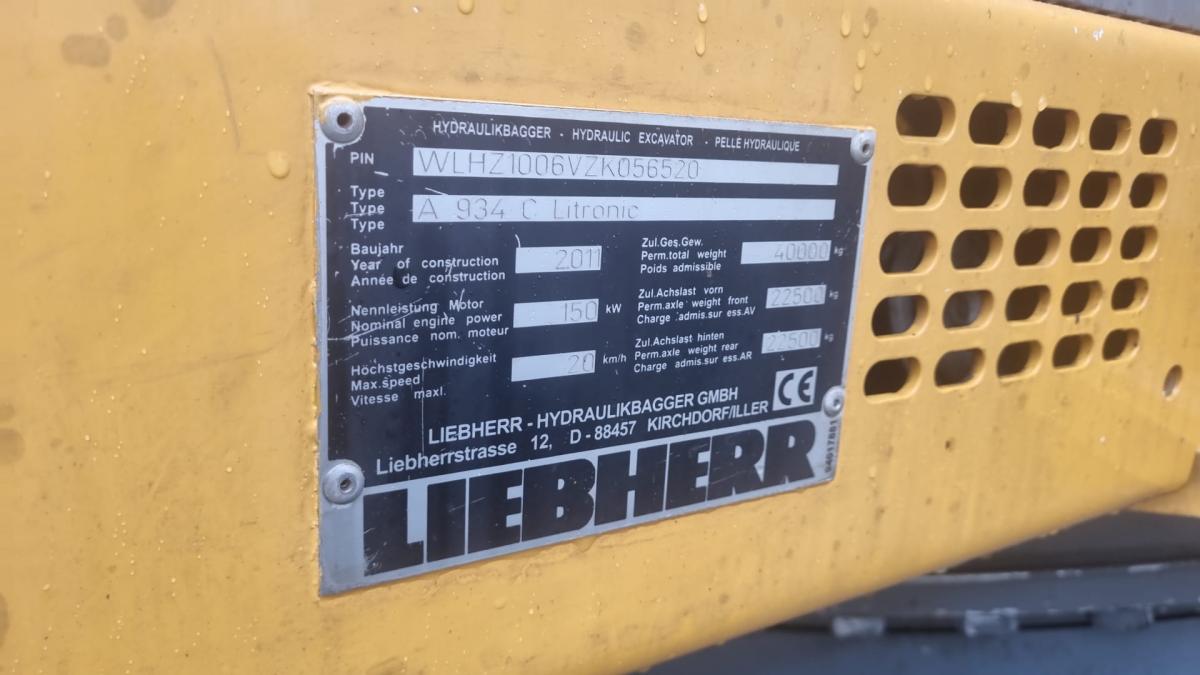 HYDRAULIKBAGGER - HYDRAULIC EXCAVATOR - PELLE HYDRAULIQUE
PIN WLHZ1006VZK056520
Type
Type A 934 C Litronic
Type
Baujahr
Year of construction 2011
Année de construction
Nennleistung Motor
Nominal engine power 150 kW
Puissance nom. moteur
Höchstgeschwindigkeit
Max.speed 20 km/h
Vitesse maxl.
Zul.Ges.Gew.
Perm.total weight 40000 kg
Poids admissible
Zul.Achslast vorn
Perm.axle weight front 22500 kg
Charge admis.sur ess.AV
Zul.Achslast hinten
Perm.axle weight rear 22500 kg
Charge admis.sur ess.AR
CE
LIEBHERR - HYDRAULIKBAGGER GMBH
Liebherrstrasse 12, D - 88457 KIRCHDORF/ILLER
LIEBHERR